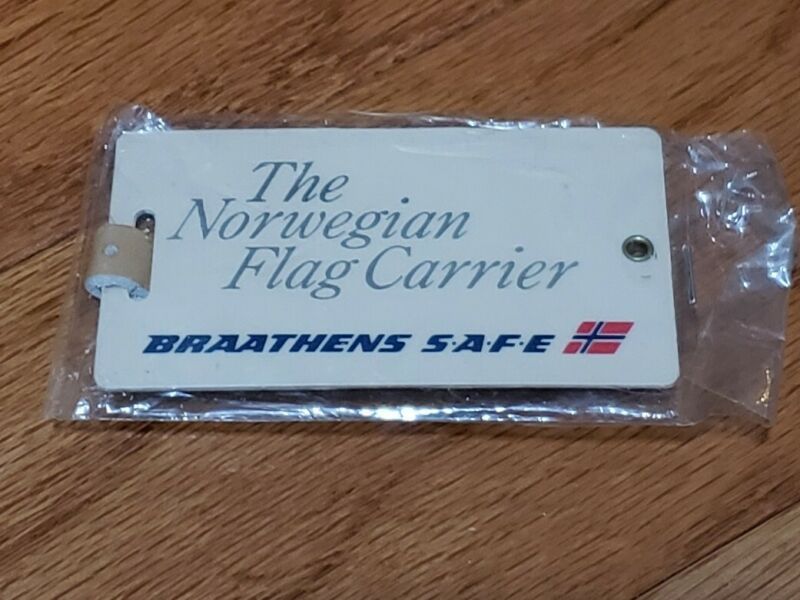 The
Norwegian
Flag Carrier
BRAATHENS S·A·F·E